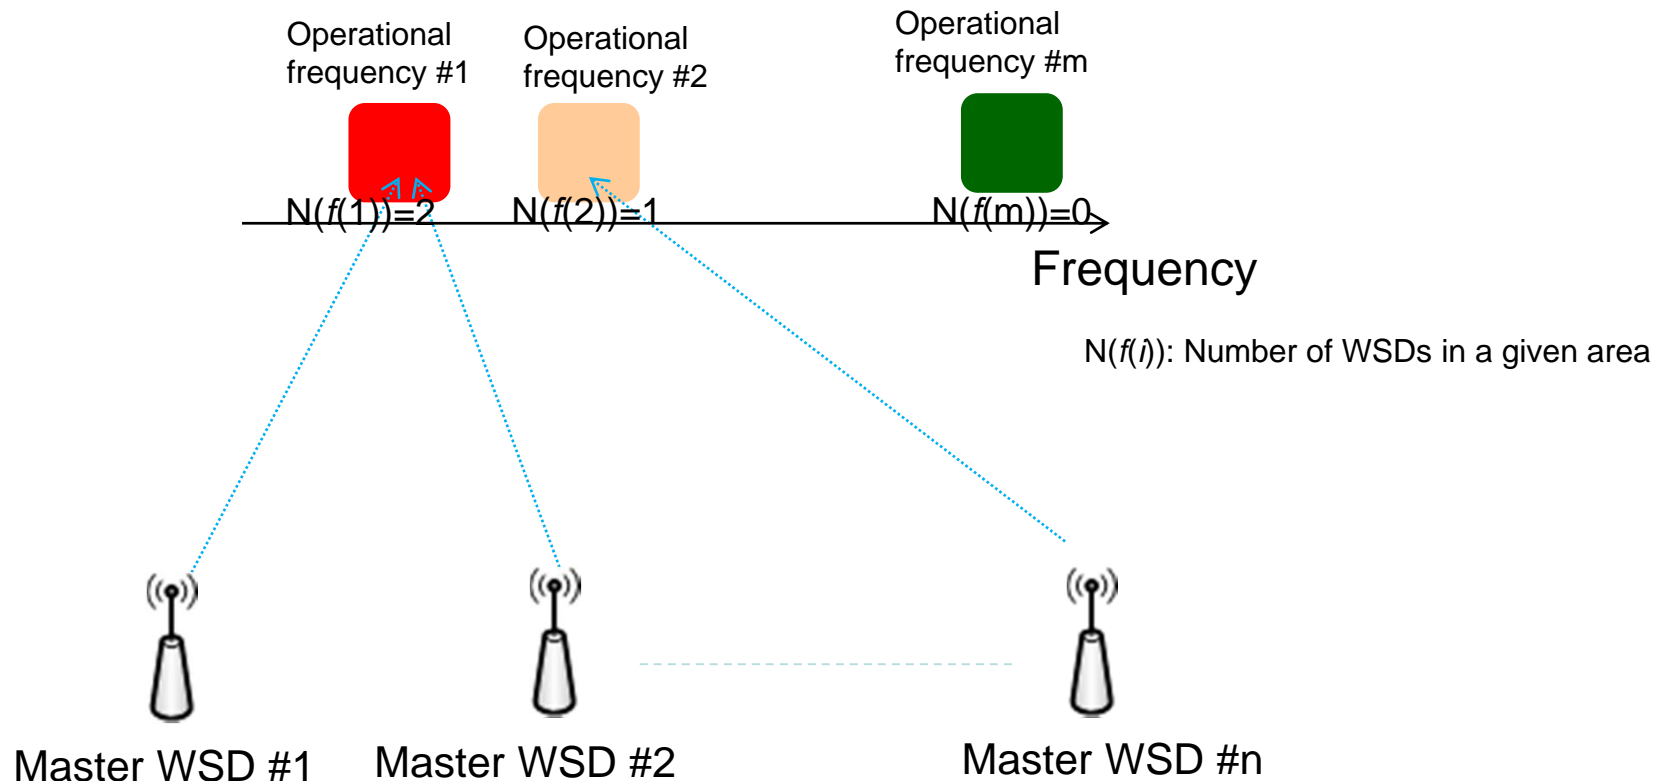 Operational
frequency #1
Operational
frequency #2
Operational
frequency #m
N(f(1))=2
N(f(2))=1
N(f(m))=0
Frequency
N(f(i)): Number of WSDs in a given area
Master WSD #1
Master WSD #2
Master WSD #n